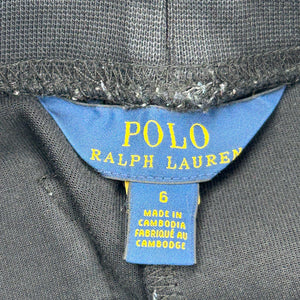 POLO
RALPH LAUREN
6
MADE IN
CAMBODIA
FABRIQUÉ AU
CAMBODGE